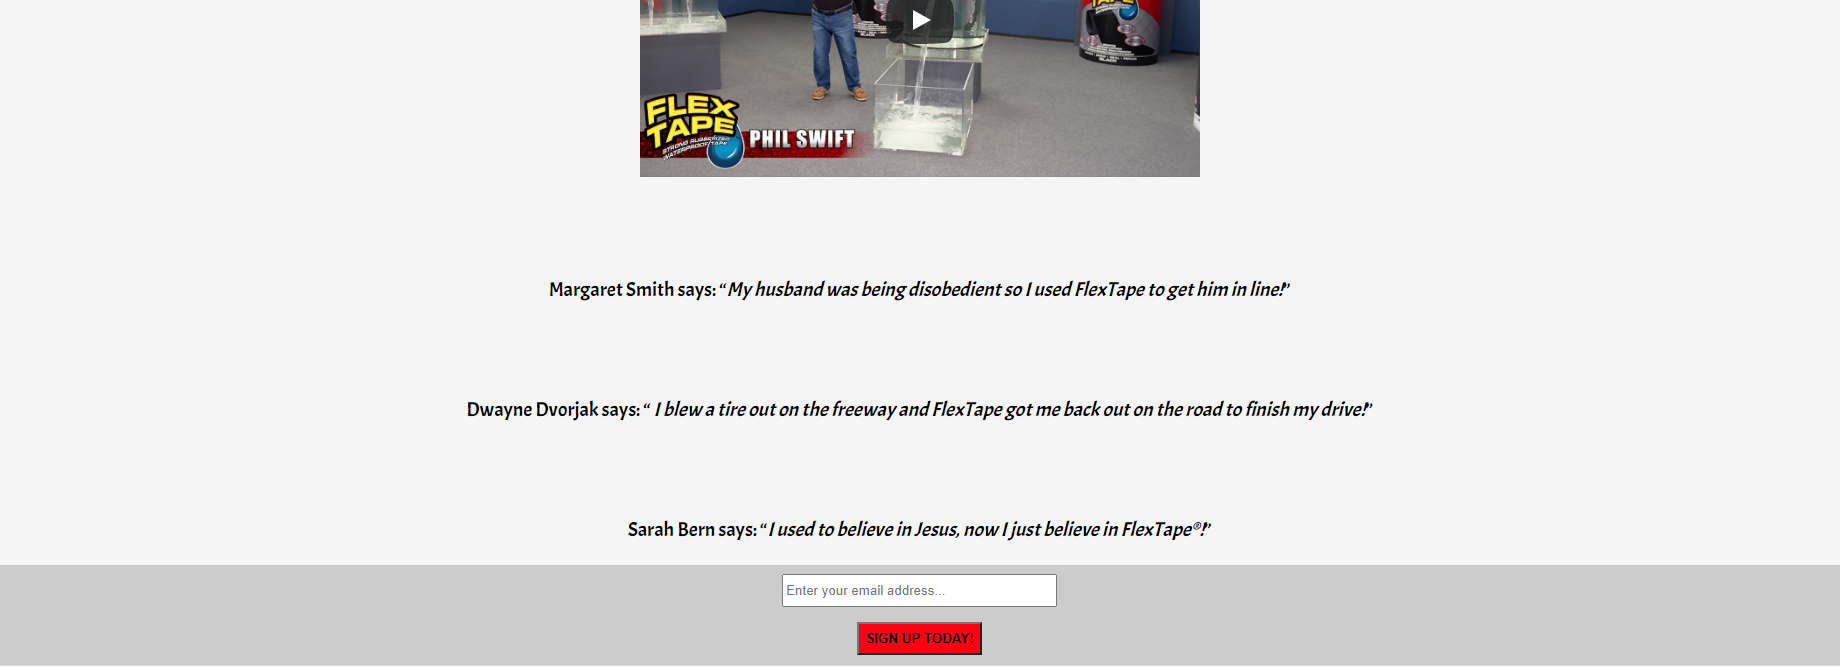 FLEX
TAPE
STRONG RUBBERIZED
WATERPROOF TAPE
PHIL SWIFT
BLACK
Margaret Smith says: “My husband was being disobedient so I used FlexTape to get him in line!”
Dwayne Dvorjak says: “ I blew a tire out on the freeway and FlexTape got me back out on the road to finish my drive!”
Sarah Bern says: “I used to believe in Jesus, now I just believe in FlexTape®!”
Enter your email address...
SIGN UP TODAY!